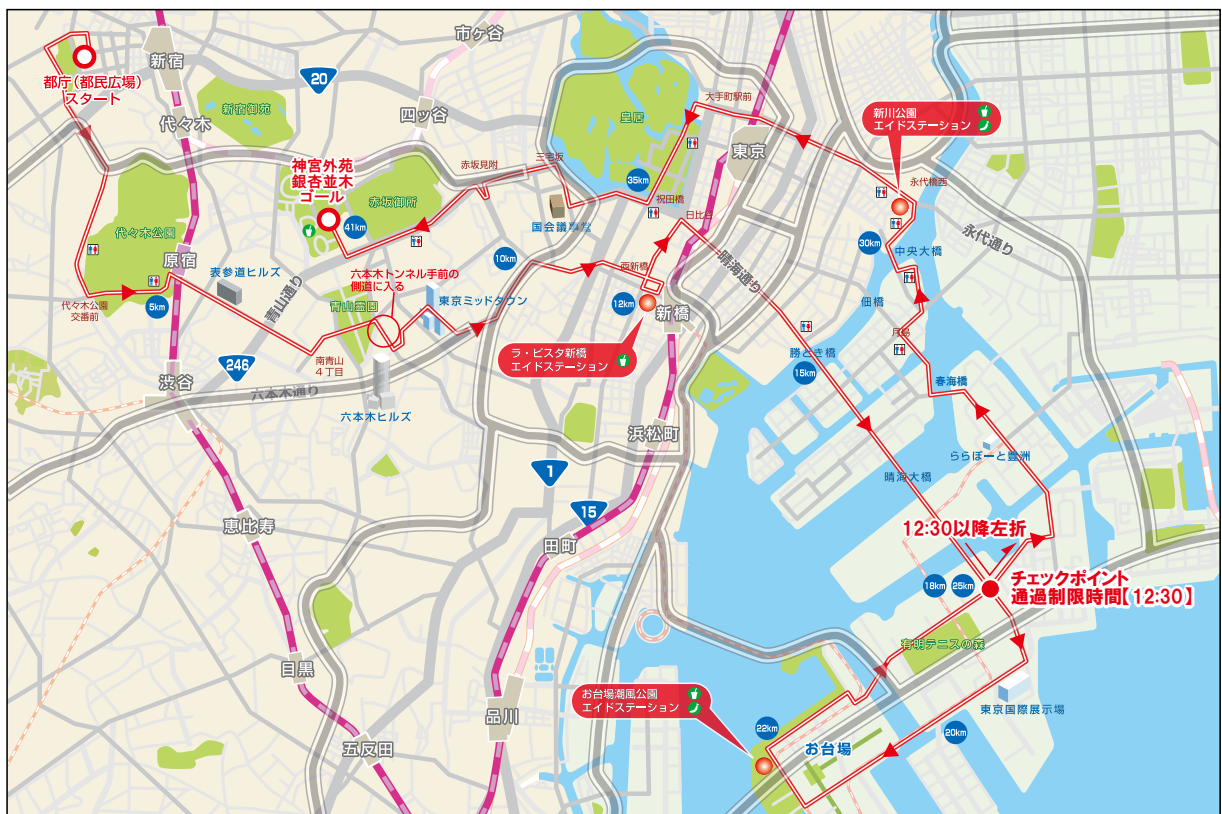 市ヶ谷
新宿
都庁（都民広場）
スタート
20
大手町駅前
新川公園
エイドステーション
新宿御苑
四ッ谷
皇居
代々木
東京
三宅坂
赤坂見附
神宮外苑
銀杏並木
ゴール
35km
永代橋西
祝田橋
赤坂御所
41km
日比谷
国会議事堂
代々木公園
永代通り
30km
中央大橋
原宿
10km
西新橋
晴海通り
表参道ヒルズ
六本木トンネル手前の
側道に入る
青山通り
東京ミッドタウン
佃橋
代々木公園
交番前
5km
青山霊園
12km
新橋
月島
勝どき橋
15km
ラ・ビスタ新橋
エイドステーション
南青山
4丁目
246
渋谷
六本木通り
春海橋
六本木ヒルズ
浜松町
ららぽーと豊洲
1
晴海大橋
15
恵比寿
12:30以降左折
田町
チェックポイント
通過制限時間【12:30】
18km
25km
有明テニスの森
目黒
お台場潮風公園
エイドステーション
東京国際展示場
品川
22km
20km
五反田
お台場